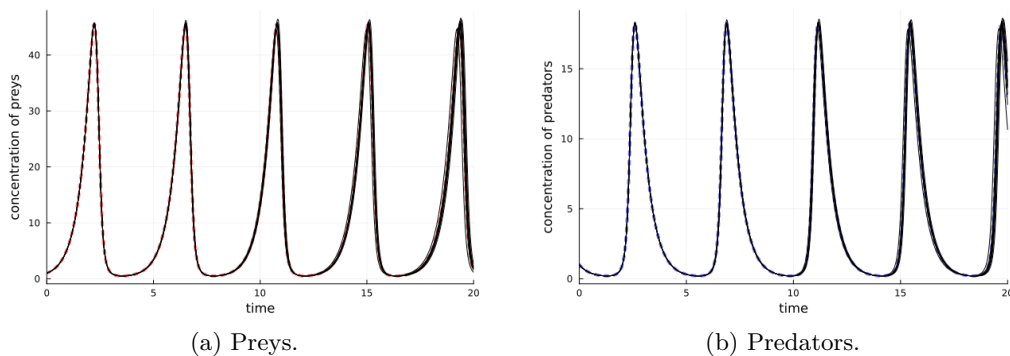 concentration of preys
40
30
20
10
0
0 5 10 15 20
time
(a) Preys.
concentration of predators
15
10
5
0
0 5 10 15 20
time
(b) Predators.